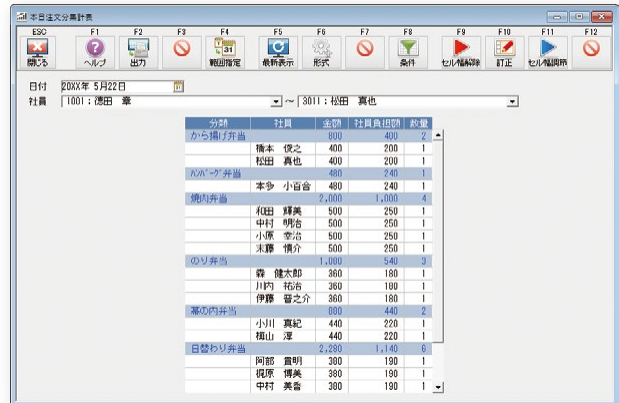 本日注文分集計表
ESC F1 F2 F3 F4 F5 F6 F7 F8 F9 F10 F11 F12
閉じる ヘルプ 出力 範囲指定 最新表示 形式 条件 セル幅解除 訂正 セル幅調節
31
日付 20XX年 5月22日
社員 1001:徳田 章 ～ 3011:松田 真也
分類 社員 金額 社員負担額 数量
から揚げ弁当 800 400 2
橋本 俊之 400 200 1
松田 真也 400 200 1
ハンバーグ弁当 480 240 1
本多 小百合 480 240 1
焼肉弁当 2,000 1,000 4
和田 輝美 500 250 1
中村 明治 500 250 1
小原 幸治 500 250 1
末藤 慎介 500 250 1
のり弁当 1,080 540 3
森 健太郎 360 180 1
川内 祐治 360 180 1
伊藤 晋之介 360 180 1
幕の内弁当 880 440 2
小川 真紀 440 220 1
横山 淳 440 220 1
日替わり弁当 2,280 1,140 6
阿部 貴明 380 190 1
梶原 博美 380 190 1
中村 美香 380 190 1